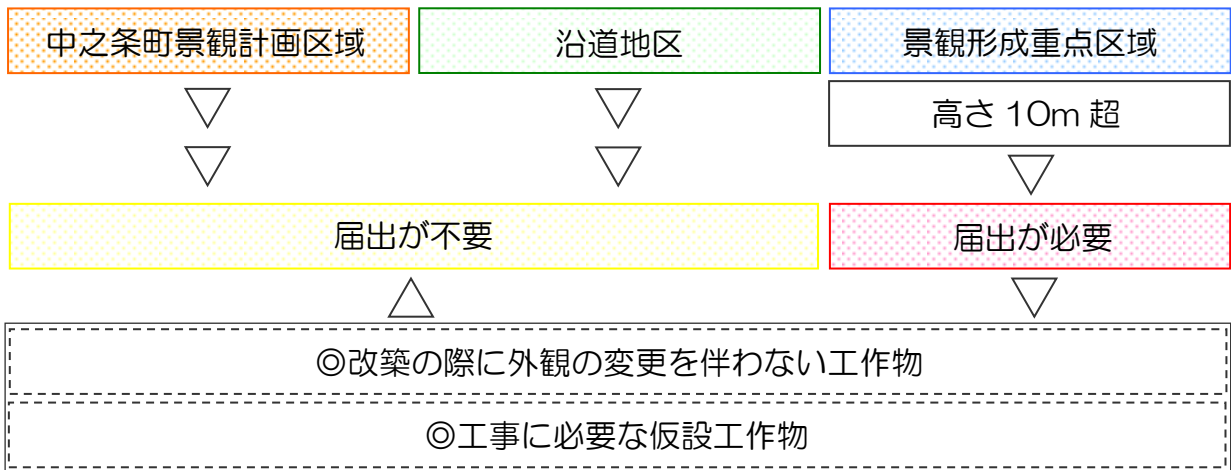 中之条町景観計画区域
沿道地区
景観形成重点区域
高さ 10m 超
届出が不要
届出が必要
◎改築の際に外観の変更を伴わない工作物
◎工事に必要な仮設工作物